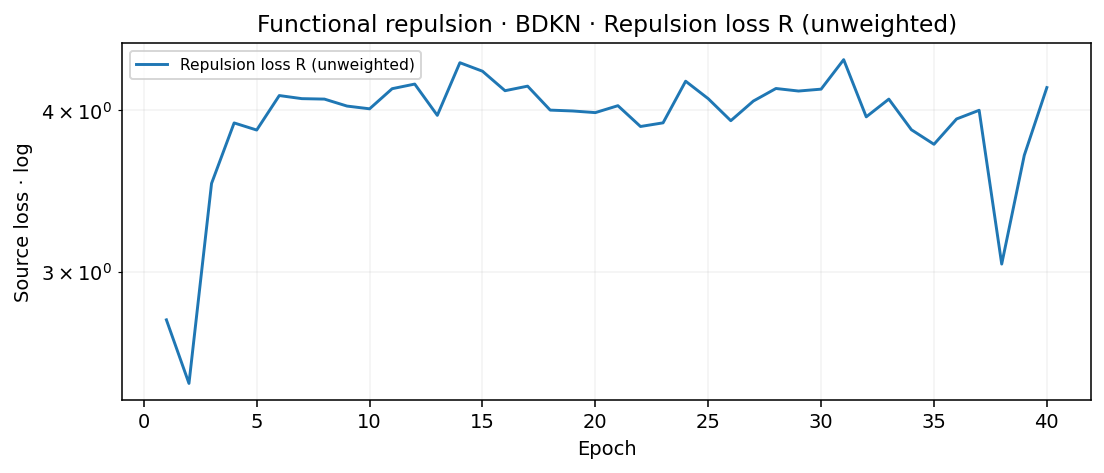 Functional repulsion · BDKN · Repulsion loss R (unweighted)
Repulsion loss R (unweighted)
Source loss · log
4 × 10⁰
3 × 10⁰
0 5 10 15 20 25 30 35 40
Epoch